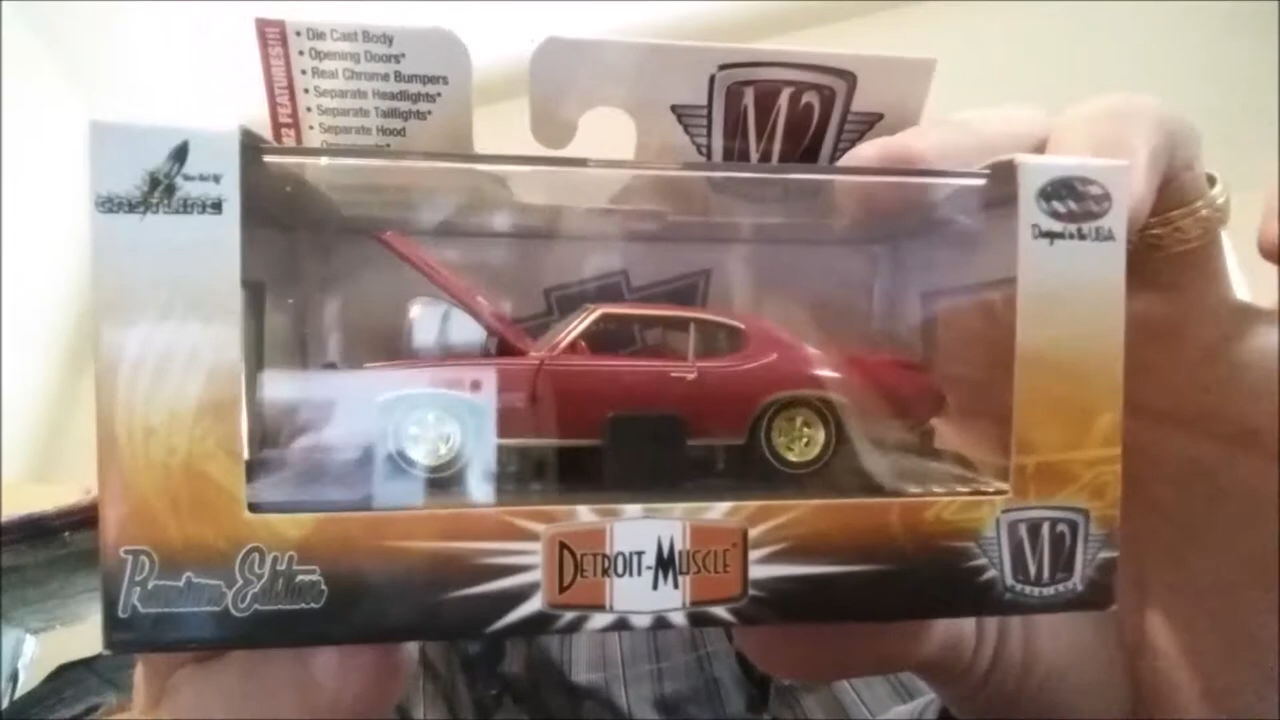 M2 FEATURES!!!
• Die Cast Body
• Opening Doors*
• Real Chrome Bumpers
• Separate Headlights*
• Separate Taillights*
• Separate Hood
M2
CASTLINE
Designed in the USA
Premium Edition
DETROIT-MUSCLE
M2
MACHINES